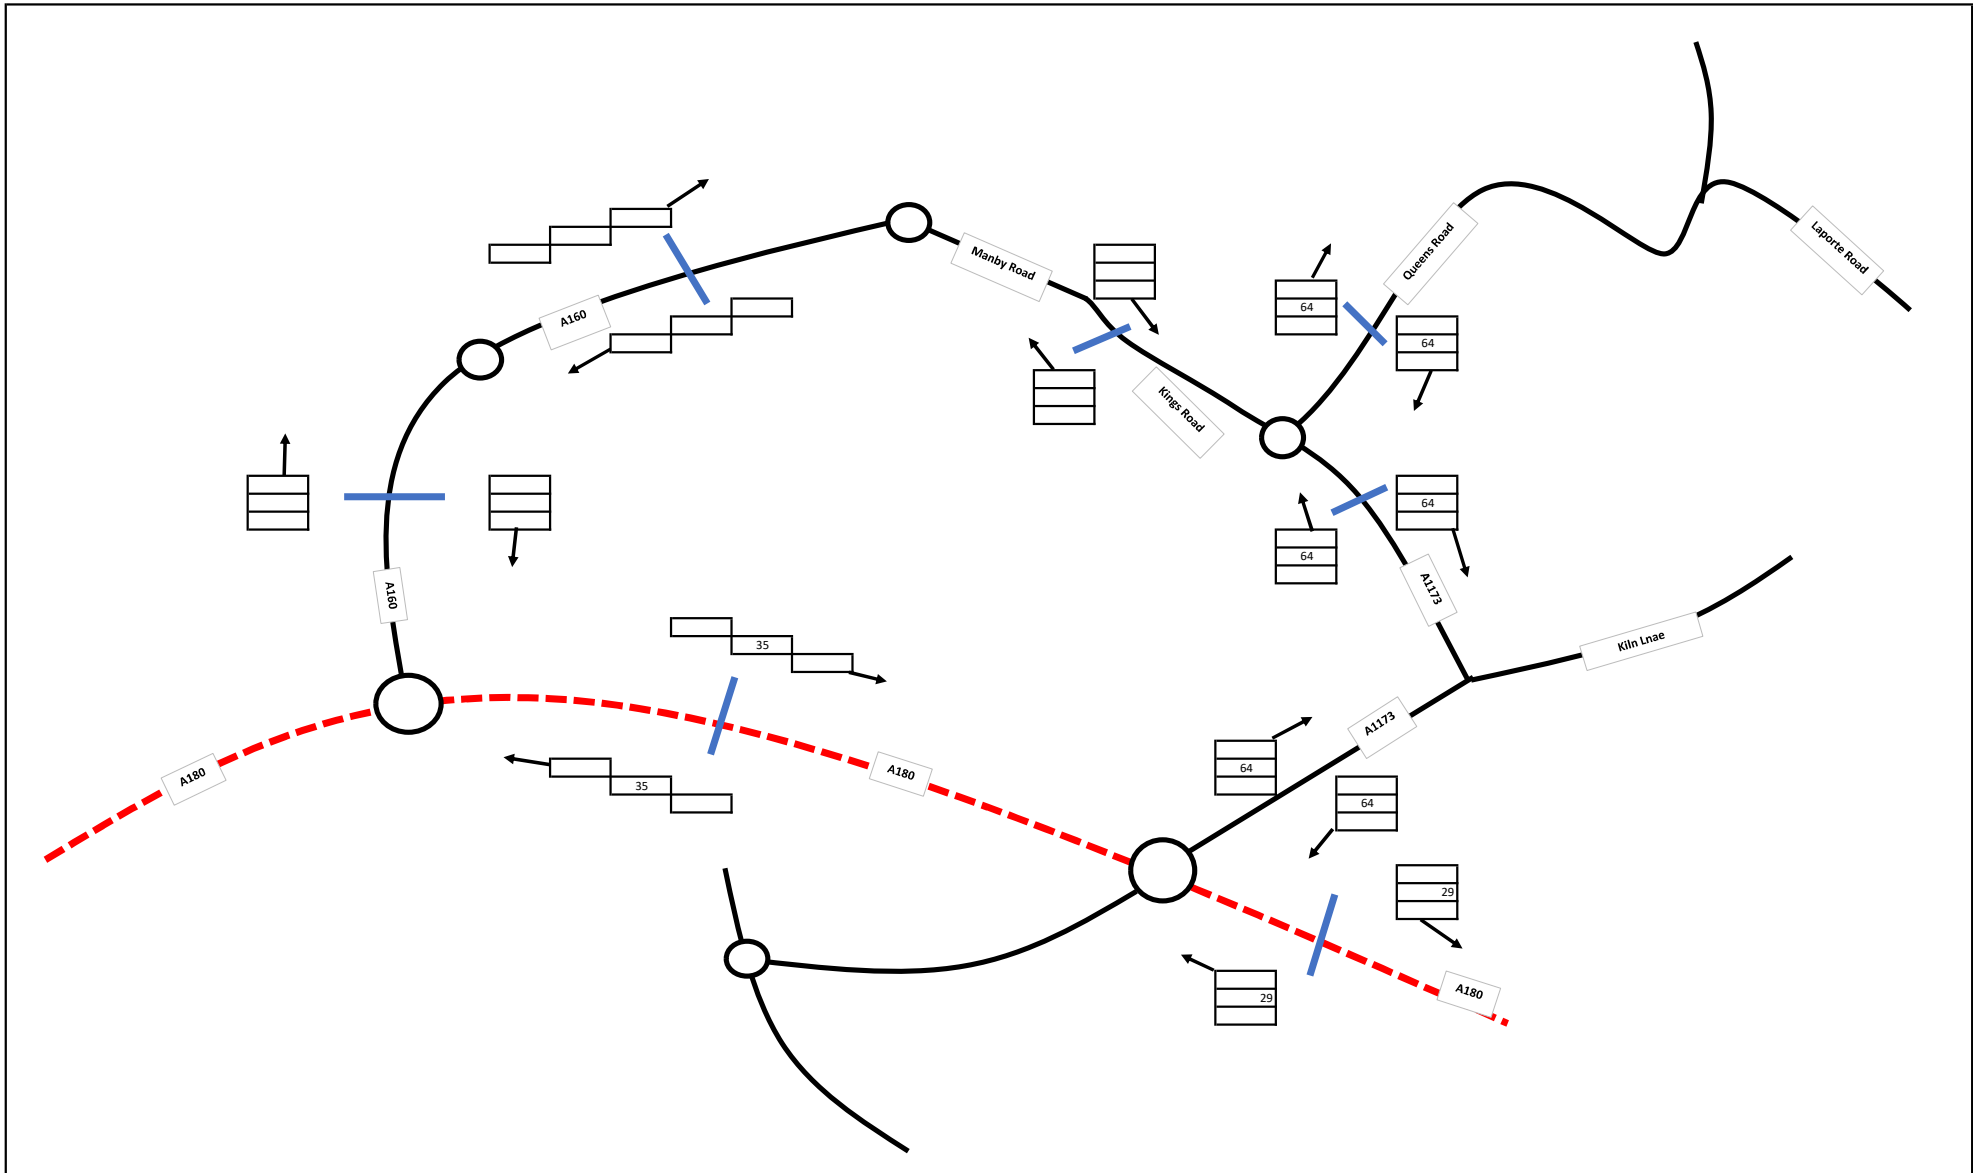 Manby Road
Queens Road
Laporte Road
A160
64
64
Kings Road
64
64
A160
A1173
Kiln Lnae
35
A1173
A180
A180
64
35
64
29
A180
29